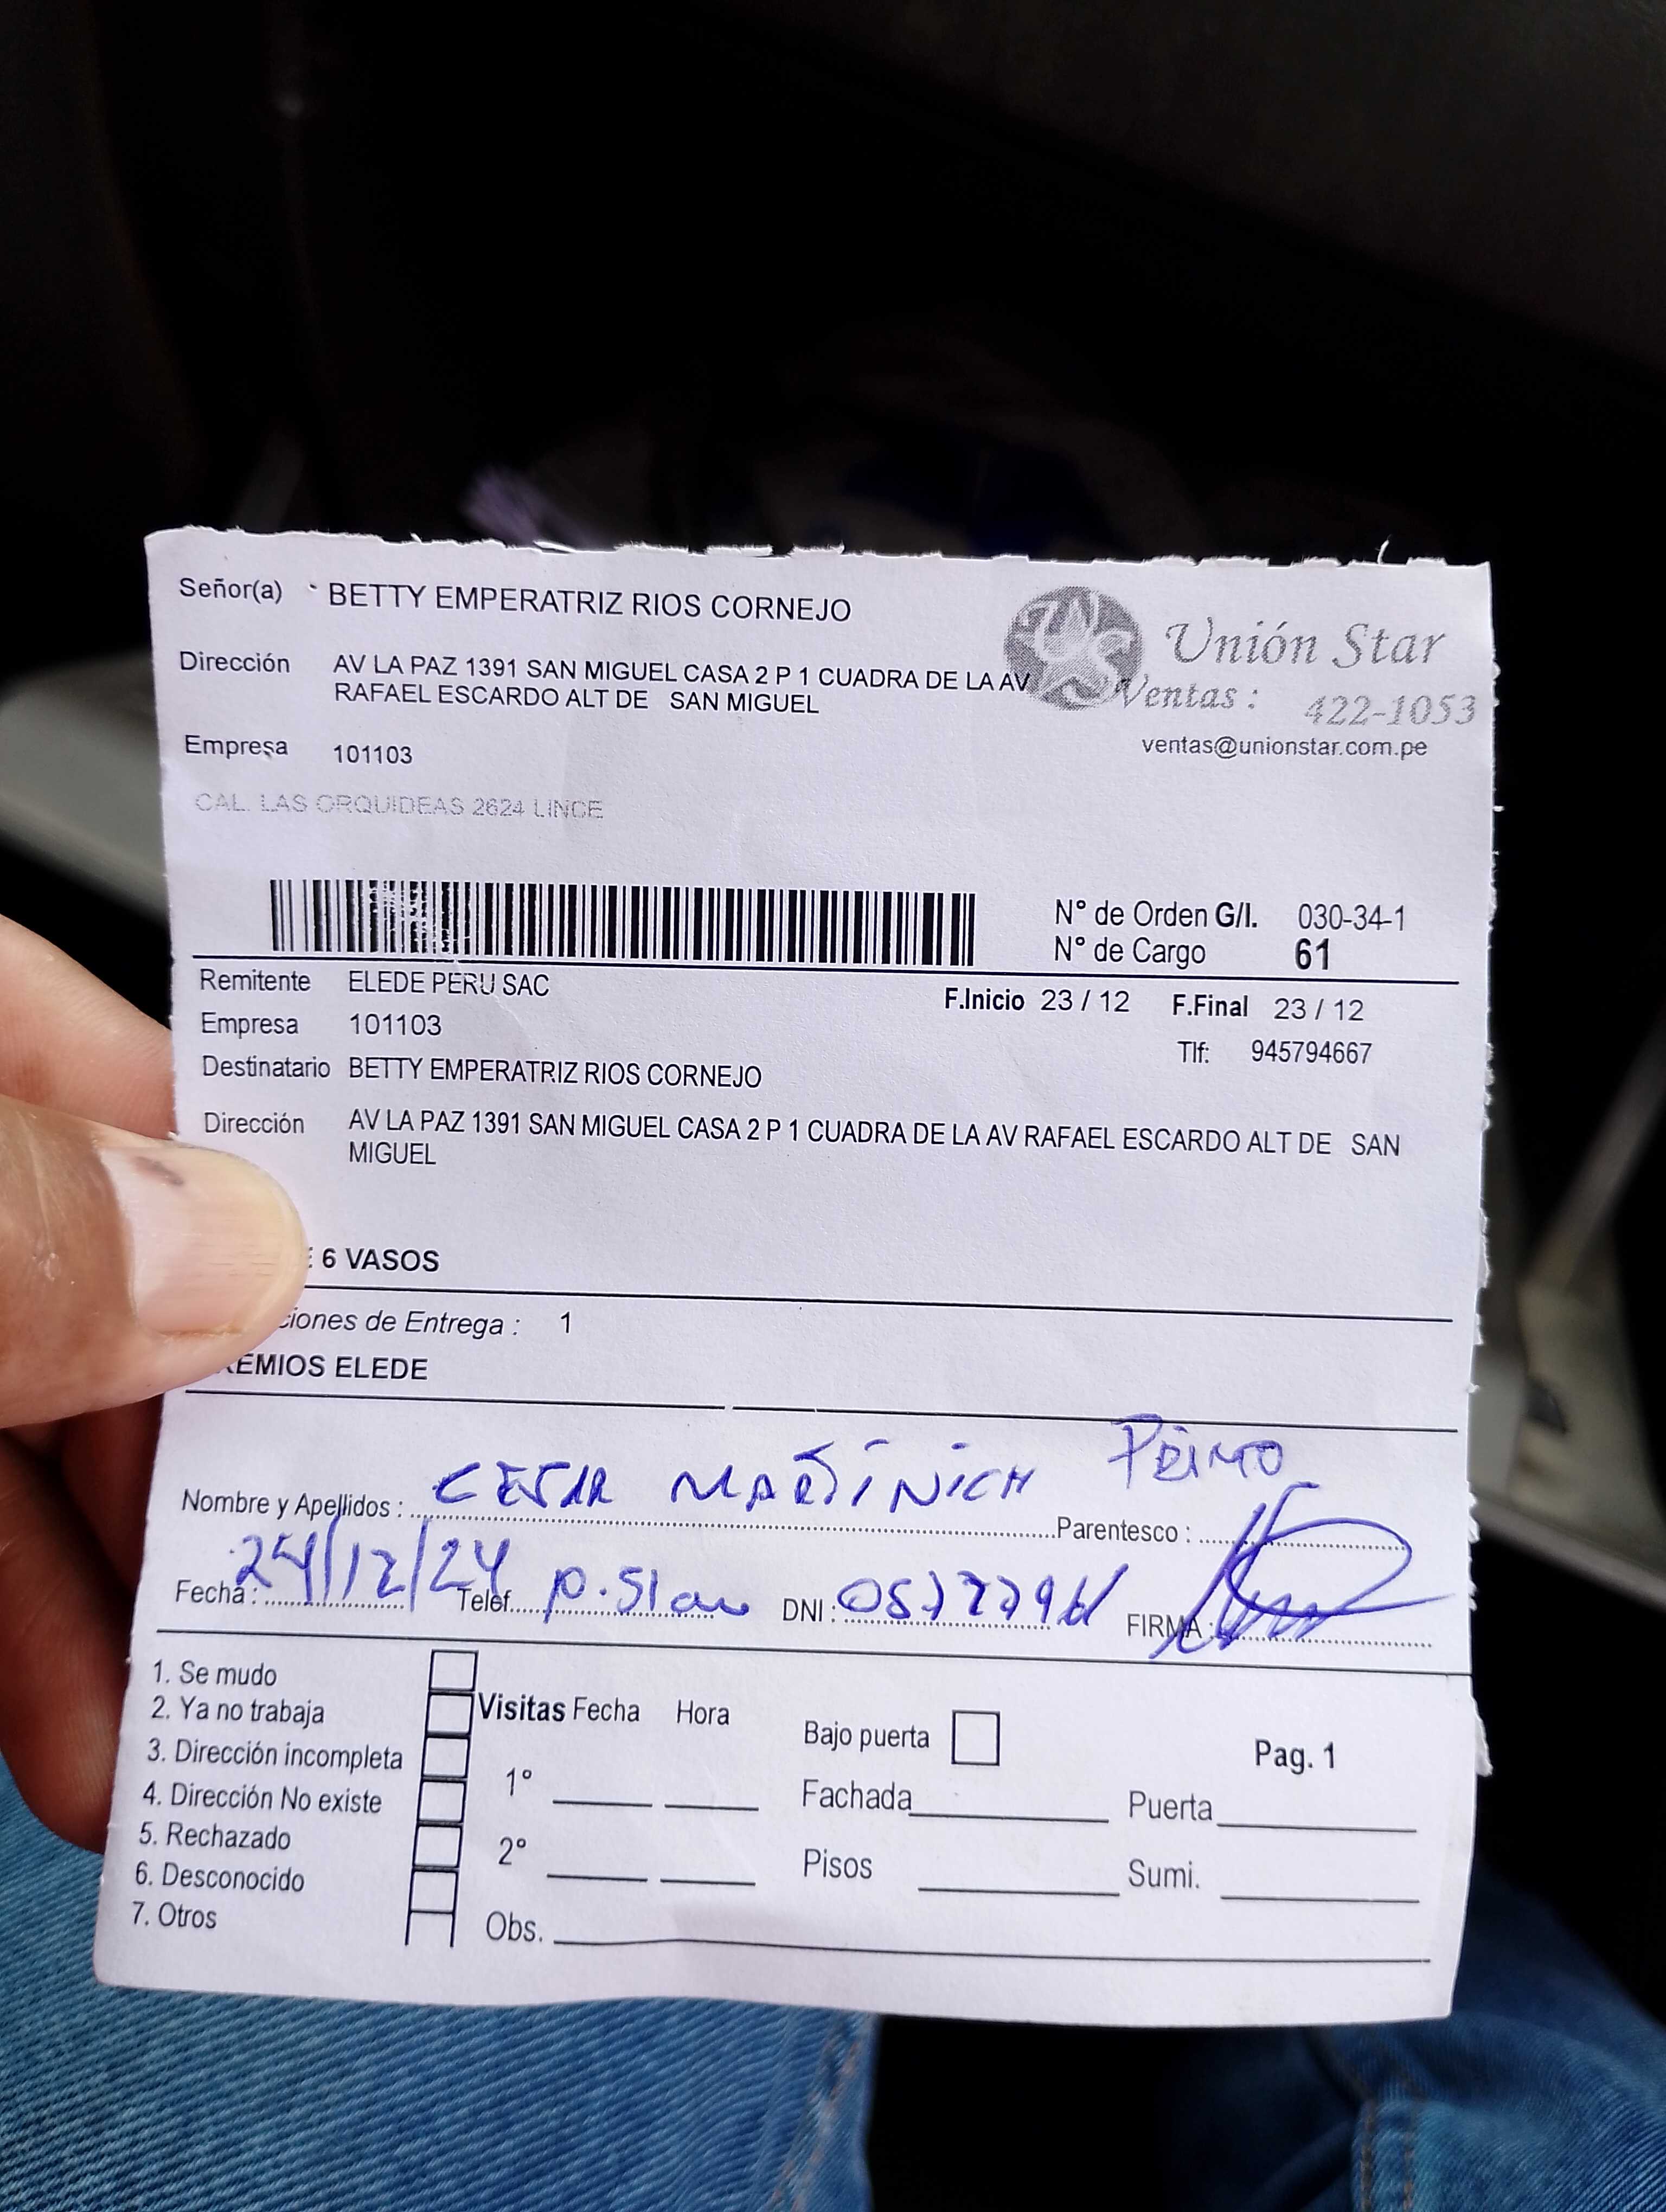 Señor(a) BETTY EMPERATRIZ RIOS CORNEJO
Dirección AV LA PAZ 1391 SAN MIGUEL CASA 2 P 1 CUADRA DE LA AV
RAFAEL ESCARDO ALT DE SAN MIGUEL
Unión Star
Ventas : 422-1053
ventas@unionstar.com.pe
Empresa 101103
CAL. LAS ORQUIDEAS 2624 LINCE
N° de Orden G/I. 030-34-1
N° de Cargo 61
Remitente ELEDE PERU SAC
F.Inicio 23 / 12 F.Final 23 / 12
Empresa 101103
Tlf: 945794667
Destinatario BETTY EMPERATRIZ RIOS CORNEJO
Dirección AV LA PAZ 1391 SAN MIGUEL CASA 2 P 1 CUADRA DE LA AV RAFAEL ESCARDO ALT DE SAN
MIGUEL
6 VASOS
ciones de Entrega : 1
REMIOS ELEDE
Nombre y Apellidos : CESAR Parentesco : PRIMO
Fecha : 24/12/24 Telef. DNI : FIRMA :
1. Se mudo
2. Ya no trabaja
3. Dirección incompleta
4. Dirección No existe
5. Rechazado
6. Desconocido
7. Otros
Visitas Fecha Hora
1°
2°
Obs.
Bajo puerta
Fachada
Pisos
Pag. 1
Puerta
Sumi.